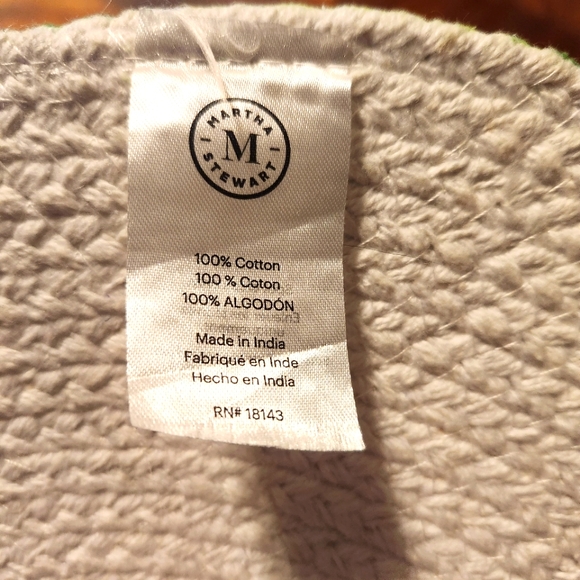 MARTHA
M
STEWART
100% Cotton
100 % Coton
100% ALGODÓN
Made in India
Fabriqué en Inde
Hecho en India
RN# 18143